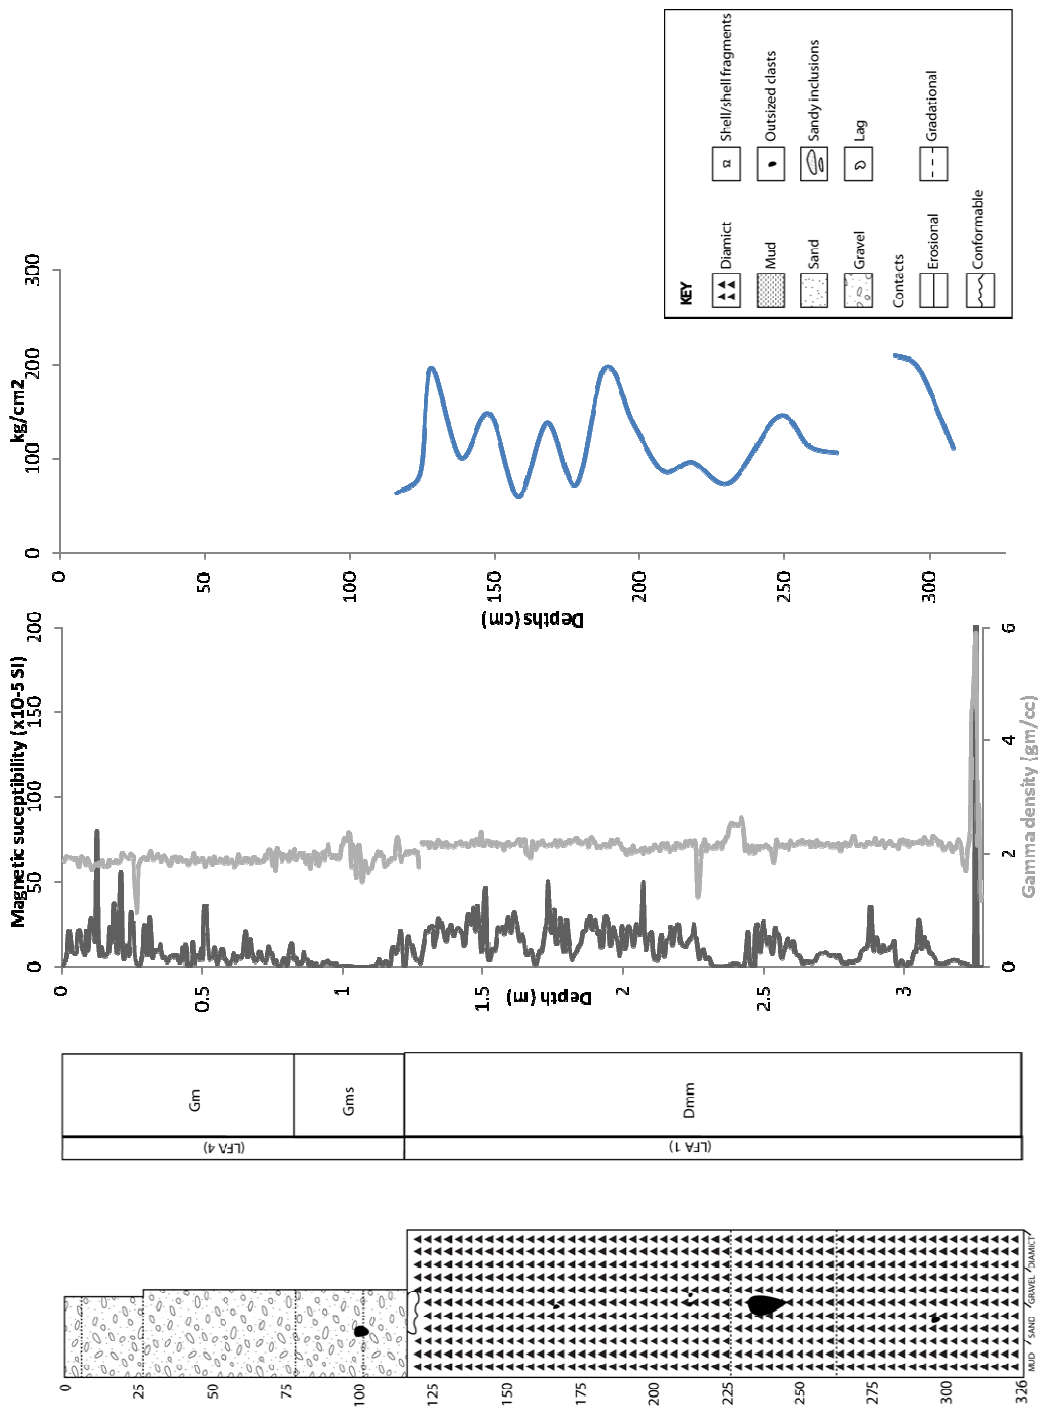 KEY
Diamict
Mud
Sand
Gravel
Contacts
Erosional
Conformable
Shell/shell fragments
Outsized clasts
Sandy inclusions
Lag
Gradational
kg/cm2
0 100 200 300
0 50 100 150 200 250 300
Depths (cm)
Magnetic suceptibility (x10-5 SI)
0 50 100 150 200
0 0.5 1 1.5 2 2.5 3
Depth (m)
0 2 4 6
Gamma density (gm/cc)
Gm
Gms
Dmm
(LFA 4)
(LFA 1)
0 25 50 75 100 125 150 175 200 225 250 275 300 326
MUD SAND GRAVEL DIAMICT